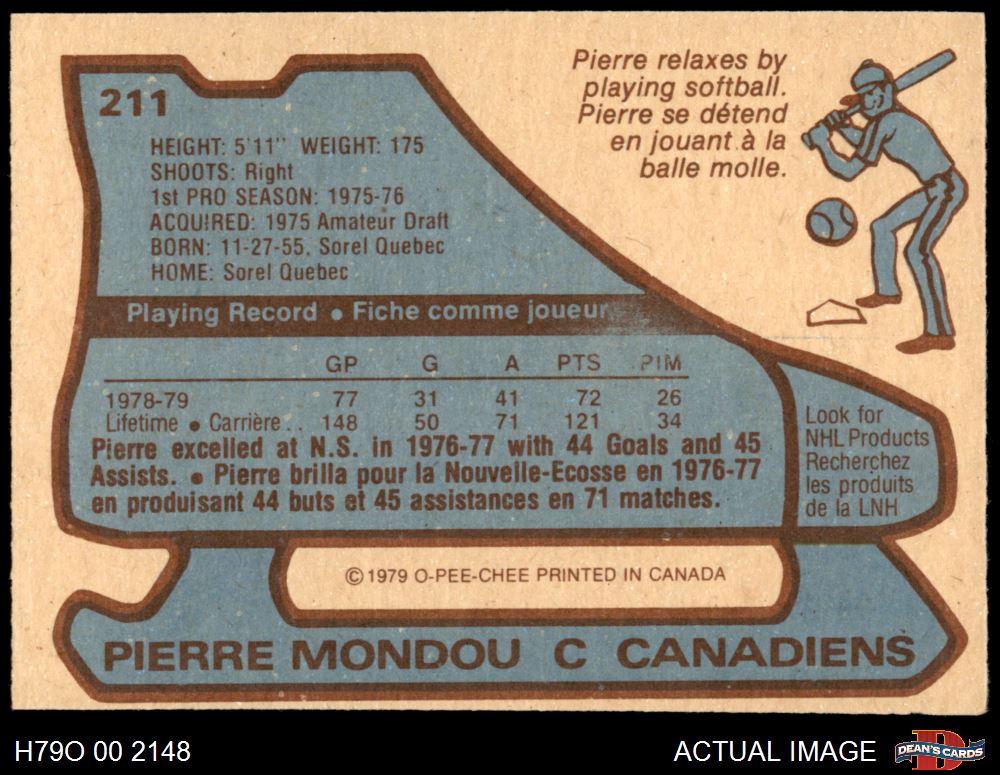 211
Pierre relaxes by
playing softball.
Pierre se détend
en jouant à la
balle molle.
HEIGHT: 5'11" WEIGHT: 175
SHOOTS: Right
1st PRO SEASON: 1975-76
ACQUIRED: 1975 Amateur Draft
BORN: 11-27-55, Sorel Quebec
HOME: Sorel Quebec
Playing Record • Fiche comme joueur
GP G A PTS PIM
1978-79 77 31 41 72 26
Lifetime • Carrière . . 148 50 71 121 34
Pierre excelled at N.S. in 1976-77 with 44 Goals and 45
Assists. • Pierre brilla pour la Nouvelle-Ecosse en 1976-77
en produisant 44 buts et 45 assistances en 71 matches.
Look for
NHL Products
Recherchez
les produits
de la LNH
© 1979 O-PEE-CHEE PRINTED IN CANADA
PIERRE MONDOU C CANADIENS
H79O 00 2148
ACTUAL IMAGE
D
DEAN'S CARDS